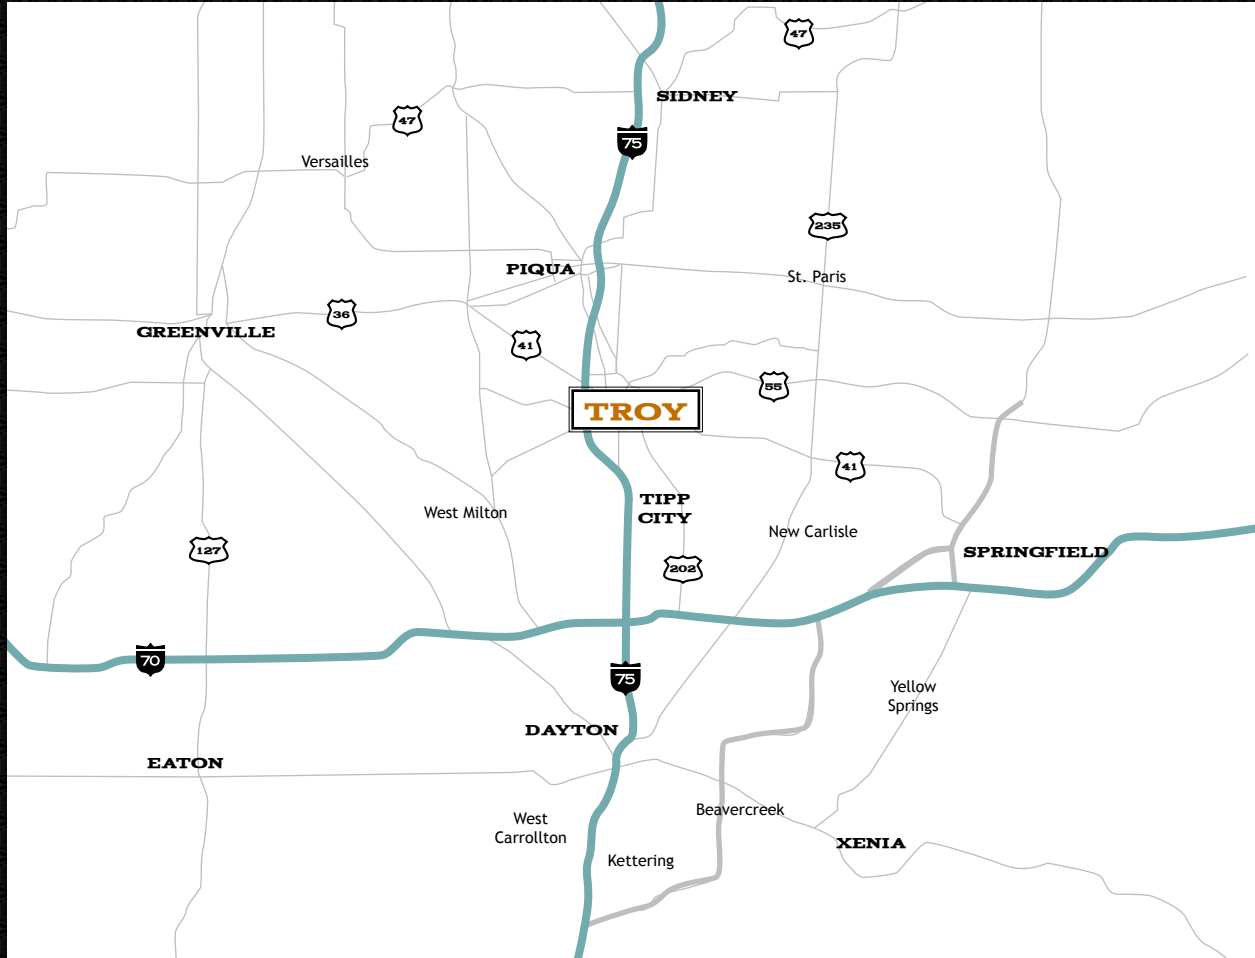 47
SIDNEY
47
75
Versailles
235
PIQUA
St. Paris
36
GREENVILLE
41
55
TROY
41
TIPP
CITY
West Milton
New Carlisle
127
SPRINGFIELD
202
70
75
Yellow
Springs
DAYTON
EATON
Beavercreek
West
Carrollton
XENIA
Kettering